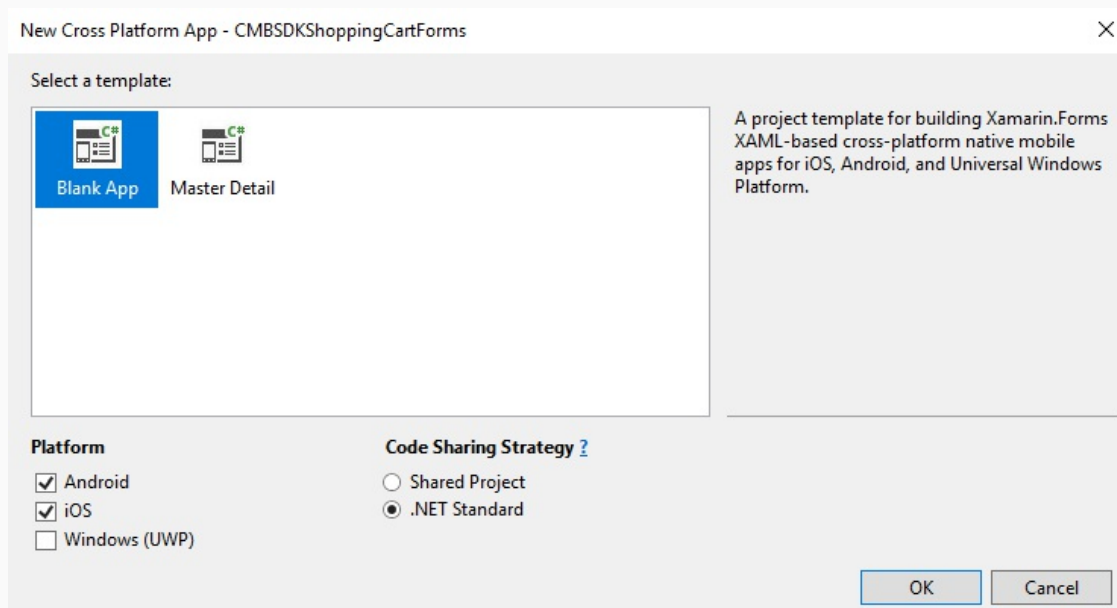 New Cross Platform App - CMBSDKShoppingCartForms
Select a template:
C#
Blank App
C#
Master Detail
A project template for building Xamarin.Forms
XAML-based cross-platform native mobile
apps for iOS, Android, and Universal Windows
Platform.
Platform
Android
iOS
Windows (UWP)
Code Sharing Strategy ?
Shared Project
.NET Standard
OK
Cancel